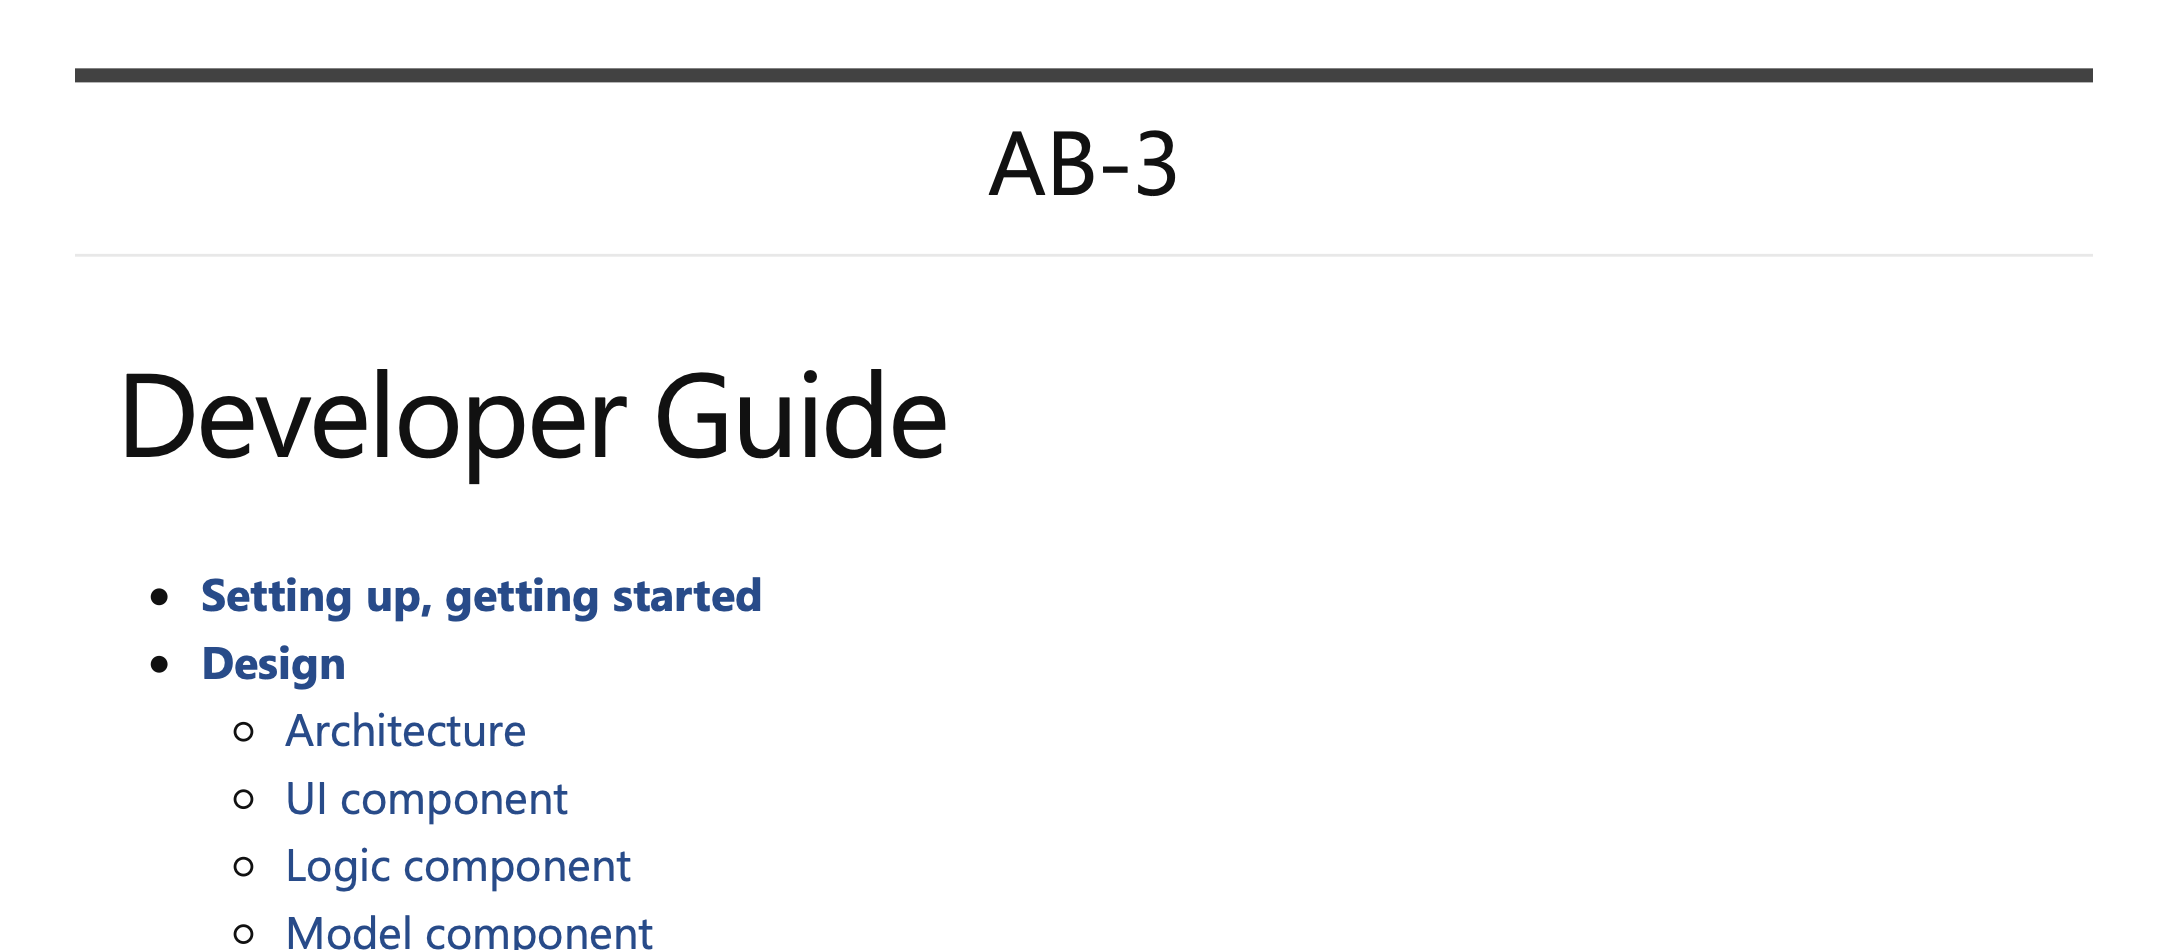 AB-3
Developer Guide
Setting up, getting started
Design
Architecture
UI component
Logic component
Model component